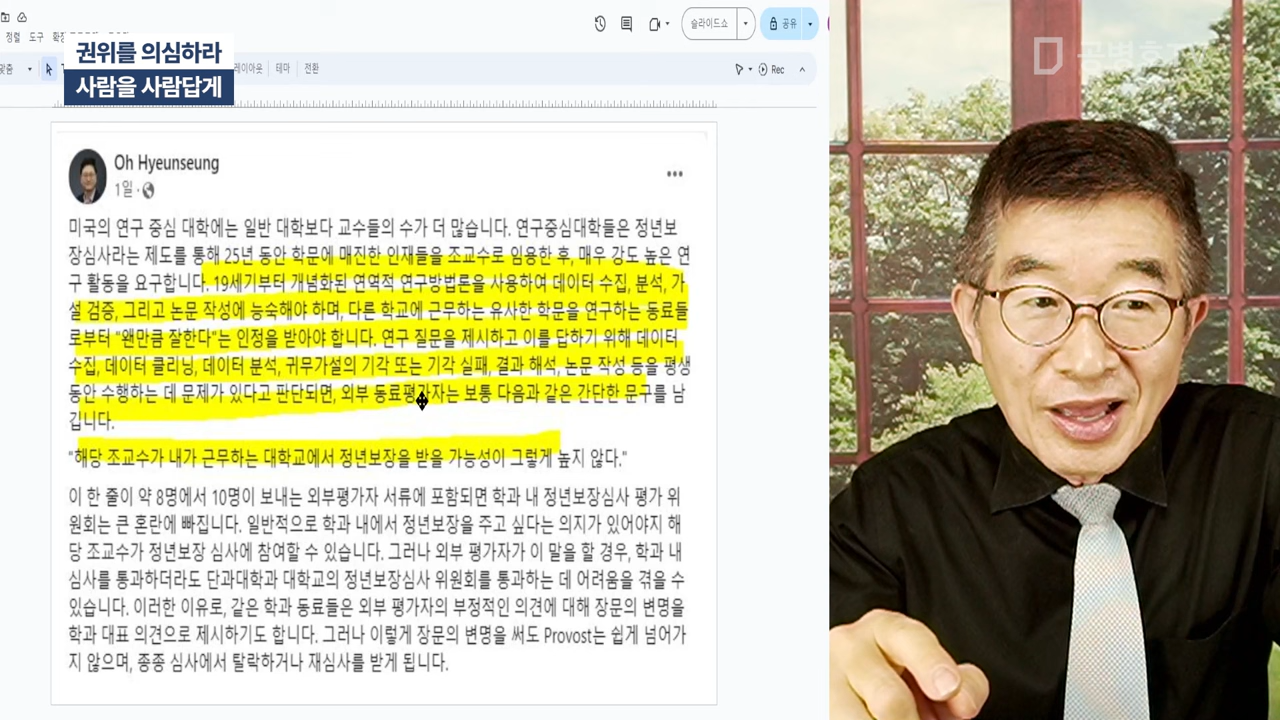 정렬 도구
권위를 의심하라
사람을 사람답게
슬라이드쇼
공유
맞춤
레이아웃
테마
전환
Rec
공병호TV
Oh Hyeunseung
1일 ·
미국의 연구 중심 대학에는 일반 대학보다 교수들의 수가 더 많습니다. 연구중심대학들은 정년보
장심사라는 제도를 통해 25년 동안 학문에 매진한 인재들을 조교수로 임용한 후, 매우 강도 높은 연
구 활동을 요구합니다. 19세기부터 개념화된 연역적 연구방법론을 사용하여 데이터 수집, 분석, 가
설 검증, 그리고 논문 작성에 능숙해야 하며, 다른 학교에 근무하는 유사한 학문을 연구하는 동료들
로부터 "왠만큼 잘한다"는 인정을 받아야 합니다. 연구 질문을 제시하고 이를 답하기 위해 데이터
수집, 데이터 클리닝, 데이터 분석, 귀무가설의 기각 또는 기각 실패, 결과 해석, 논문 작성 등을 평생
동안 수행하는 데 문제가 있다고 판단되면, 외부 동료평가자는 보통 다음과 같은 간단한 문구를 남
깁니다.
"해당 조교수가 내가 근무하는 대학교에서 정년보장을 받을 가능성이 그렇게 높지 않다."
이 한 줄이 약 8명에서 10명이 보내는 외부평가자 서류에 포함되면 학과 내 정년보장심사 평가 위
원회는 큰 혼란에 빠집니다. 일반적으로 학과 내에서 정년보장을 주고 싶다는 의지가 있어야지 해
당 조교수가 정년보장 심사에 참여할 수 있습니다. 그러나 외부 평가자가 이 말을 할 경우, 학과 내
심사를 통과하더라도 단과대학과 대학교의 정년보장심사 위원회를 통과하는 데 어려움을 겪을 수
있습니다. 이러한 이유로, 같은 학과 동료들은 외부 평가자의 부정적인 의견에 대해 장문의 변명을
학과 대표 의견으로 제시하기도 합니다. 그러나 이렇게 장문의 변명을 써도 Provost는 쉽게 넘어가
지 않으며, 종종 심사에서 탈락하거나 재심사를 받게 됩니다.